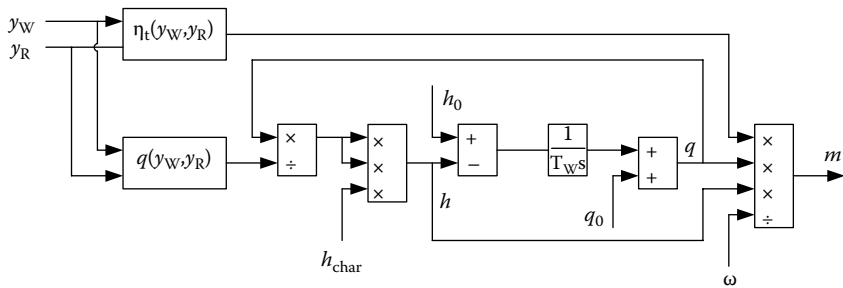 y_W
y_R
η_t(y_W,y_R)
q(y_W,y_R)
×
÷
×
×
×
h_char
h
h_0
+
−
1
T_W s
q_0
+
+
q
×
×
×
÷
ω
m